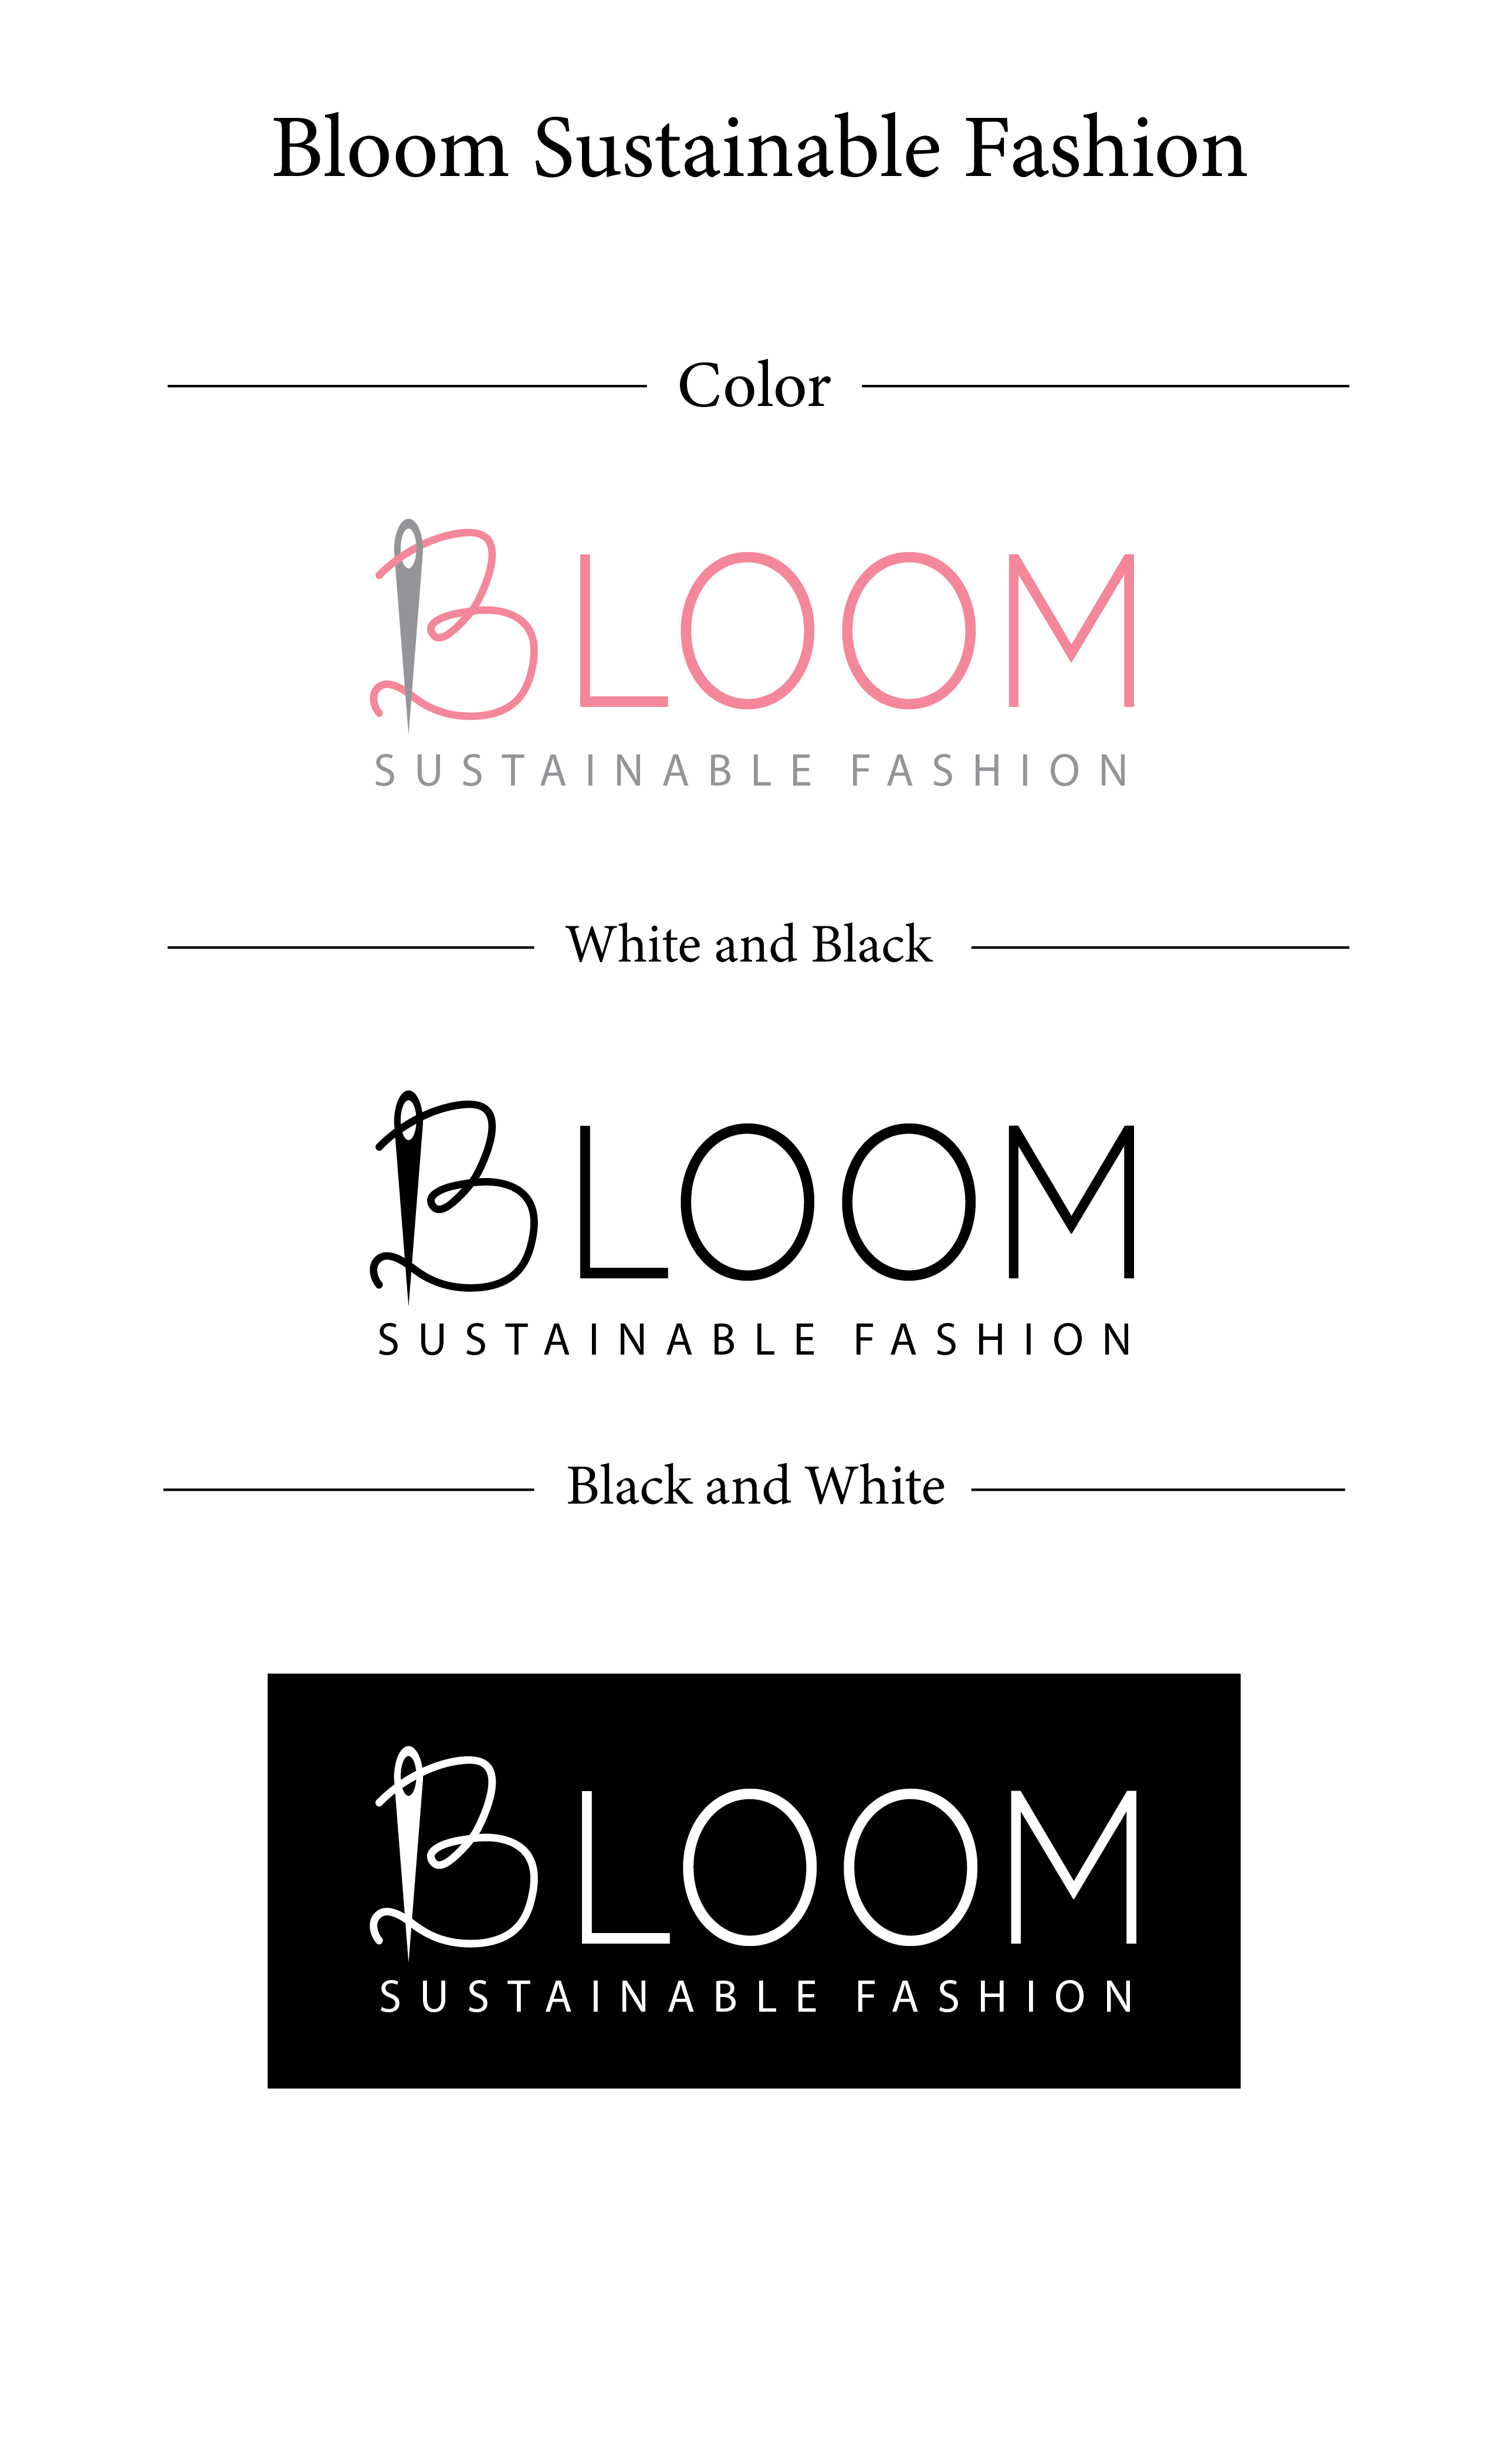 Bloom Sustainable Fashion
Color
BLOOM
SUSTAINABLE FASHION
White and Black
BLOOM
SUSTAINABLE FASHION
Black and White
BLOOM
SUSTAINABLE FASHION